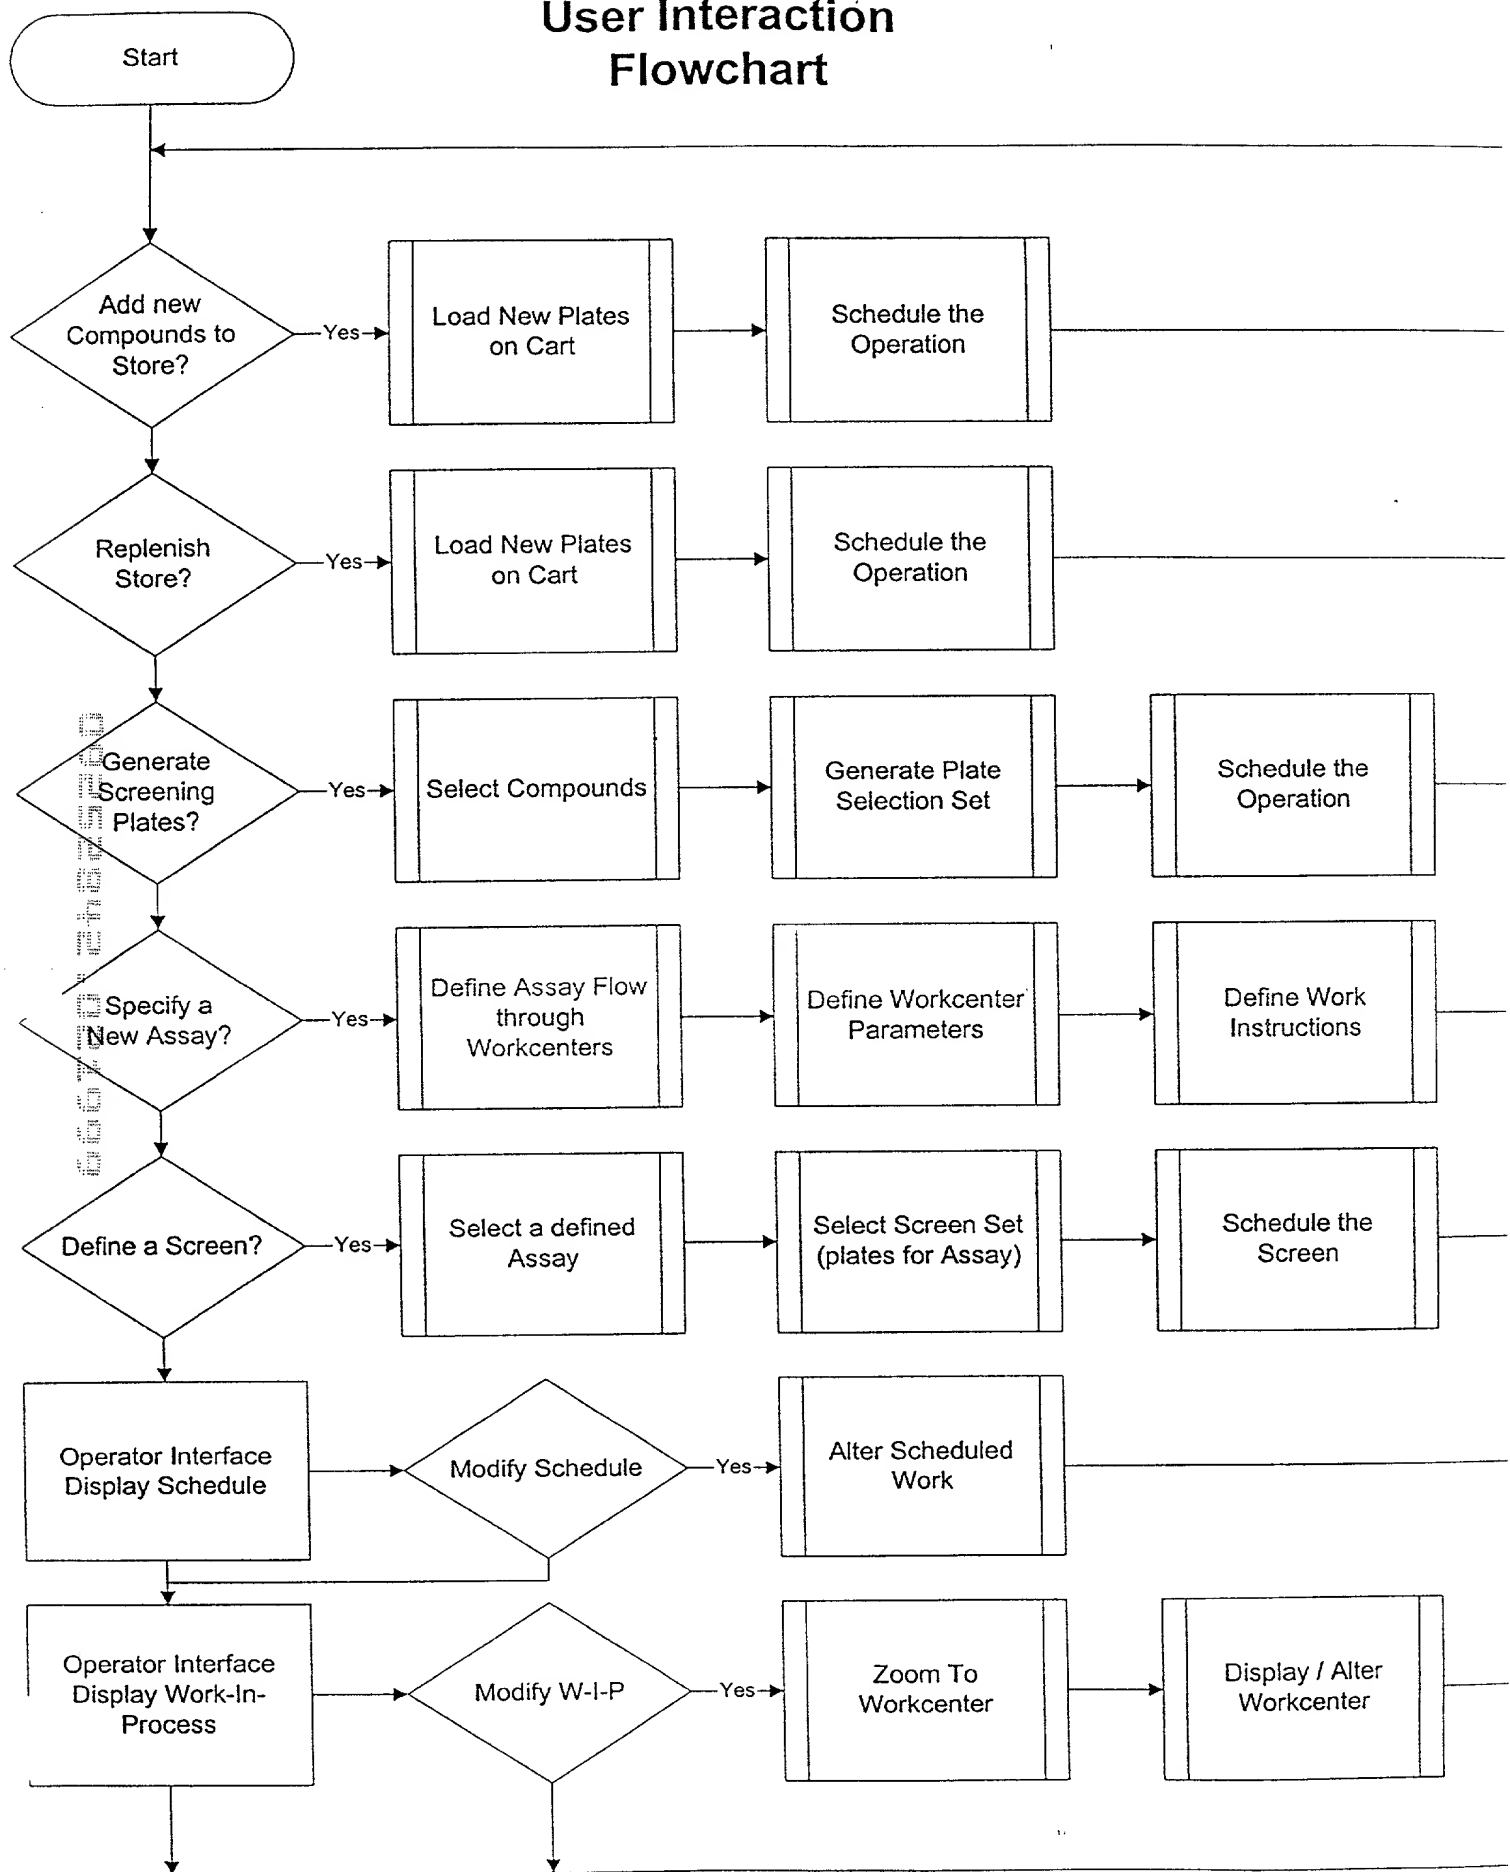 User Interaction
Flowchart
Start
Add new
Compounds to
Store?
Yes
Load New Plates
on Cart
Schedule the
Operation
Replenish
Store?
Yes
Load New Plates
on Cart
Schedule the
Operation
Generate
Screening
Plates?
Yes
Select Compounds
Generate Plate
Selection Set
Schedule the
Operation
Specify a
New Assay?
Yes
Define Assay Flow
through
Workcenters
Define Workcenter
Parameters
Define Work
Instructions
Define a Screen?
Yes
Select a defined
Assay
Select Screen Set
(plates for Assay)
Schedule the
Screen
Operator Interface
Display Schedule
Modify Schedule
Yes
Alter Scheduled
Work
Operator Interface
Display Work-In-
Process
Modify W-I-P
Yes
Zoom To
Workcenter
Display / Alter
Workcenter